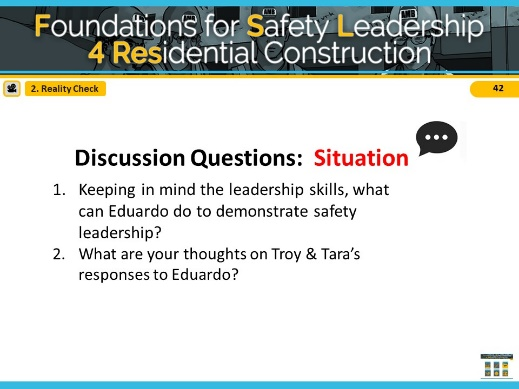 Foundations for Safety Leadership
4 Residential Construction
2. Reality Check
42
Discussion Questions: Situation
1. Keeping in mind the leadership skills, what
can Eduardo do to demonstrate safety
leadership?
2. What are your thoughts on Troy & Tara's
responses to Eduardo?